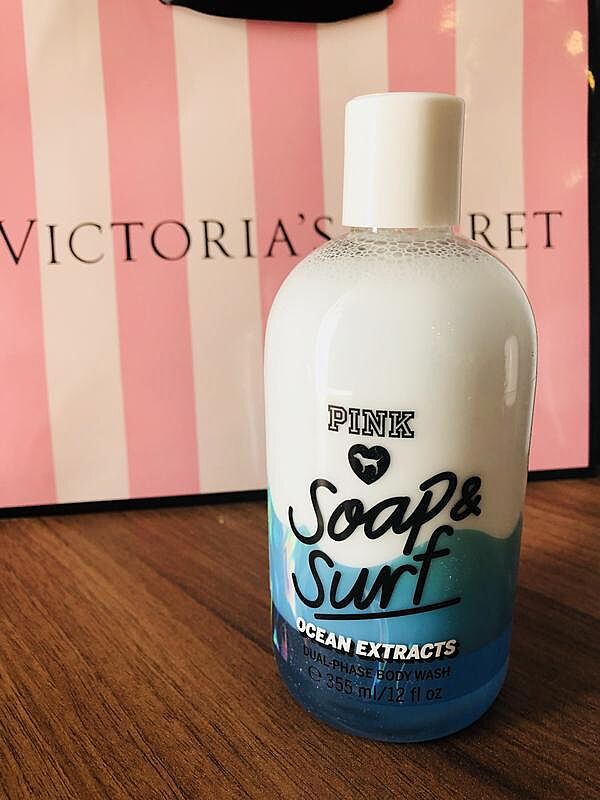 VICTORIA'S RET
PINK
Soap &
Surf
OCEAN EXTRACTS
DUAL-PHASE BODY WASH
℮ 355 ml/12 fl oz